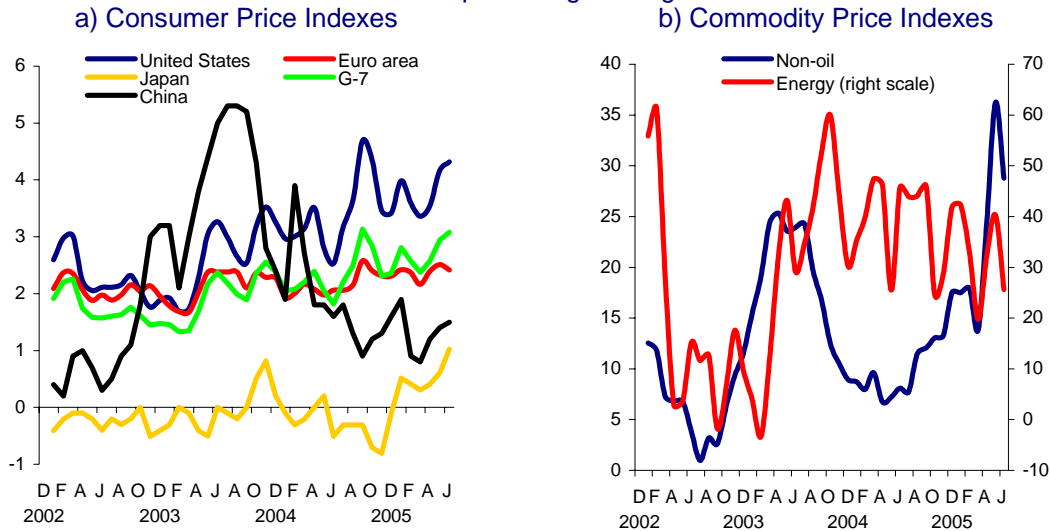 a) Consumer Price Indexes
United States
Euro area
Japan
G-7
China
6
5
4
3
2
1
0
-1
D F A J A O D F A J A O D F A J A O D F A J
2002 2003 2004 2005
b) Commodity Price Indexes
Non-oil
Energy (right scale)
40
35
30
25
20
15
10
5
0
70
60
50
40
30
20
10
0
-10
D F A J A O D F A J A O D F A J A O D F A J
2002 2003 2004 2005